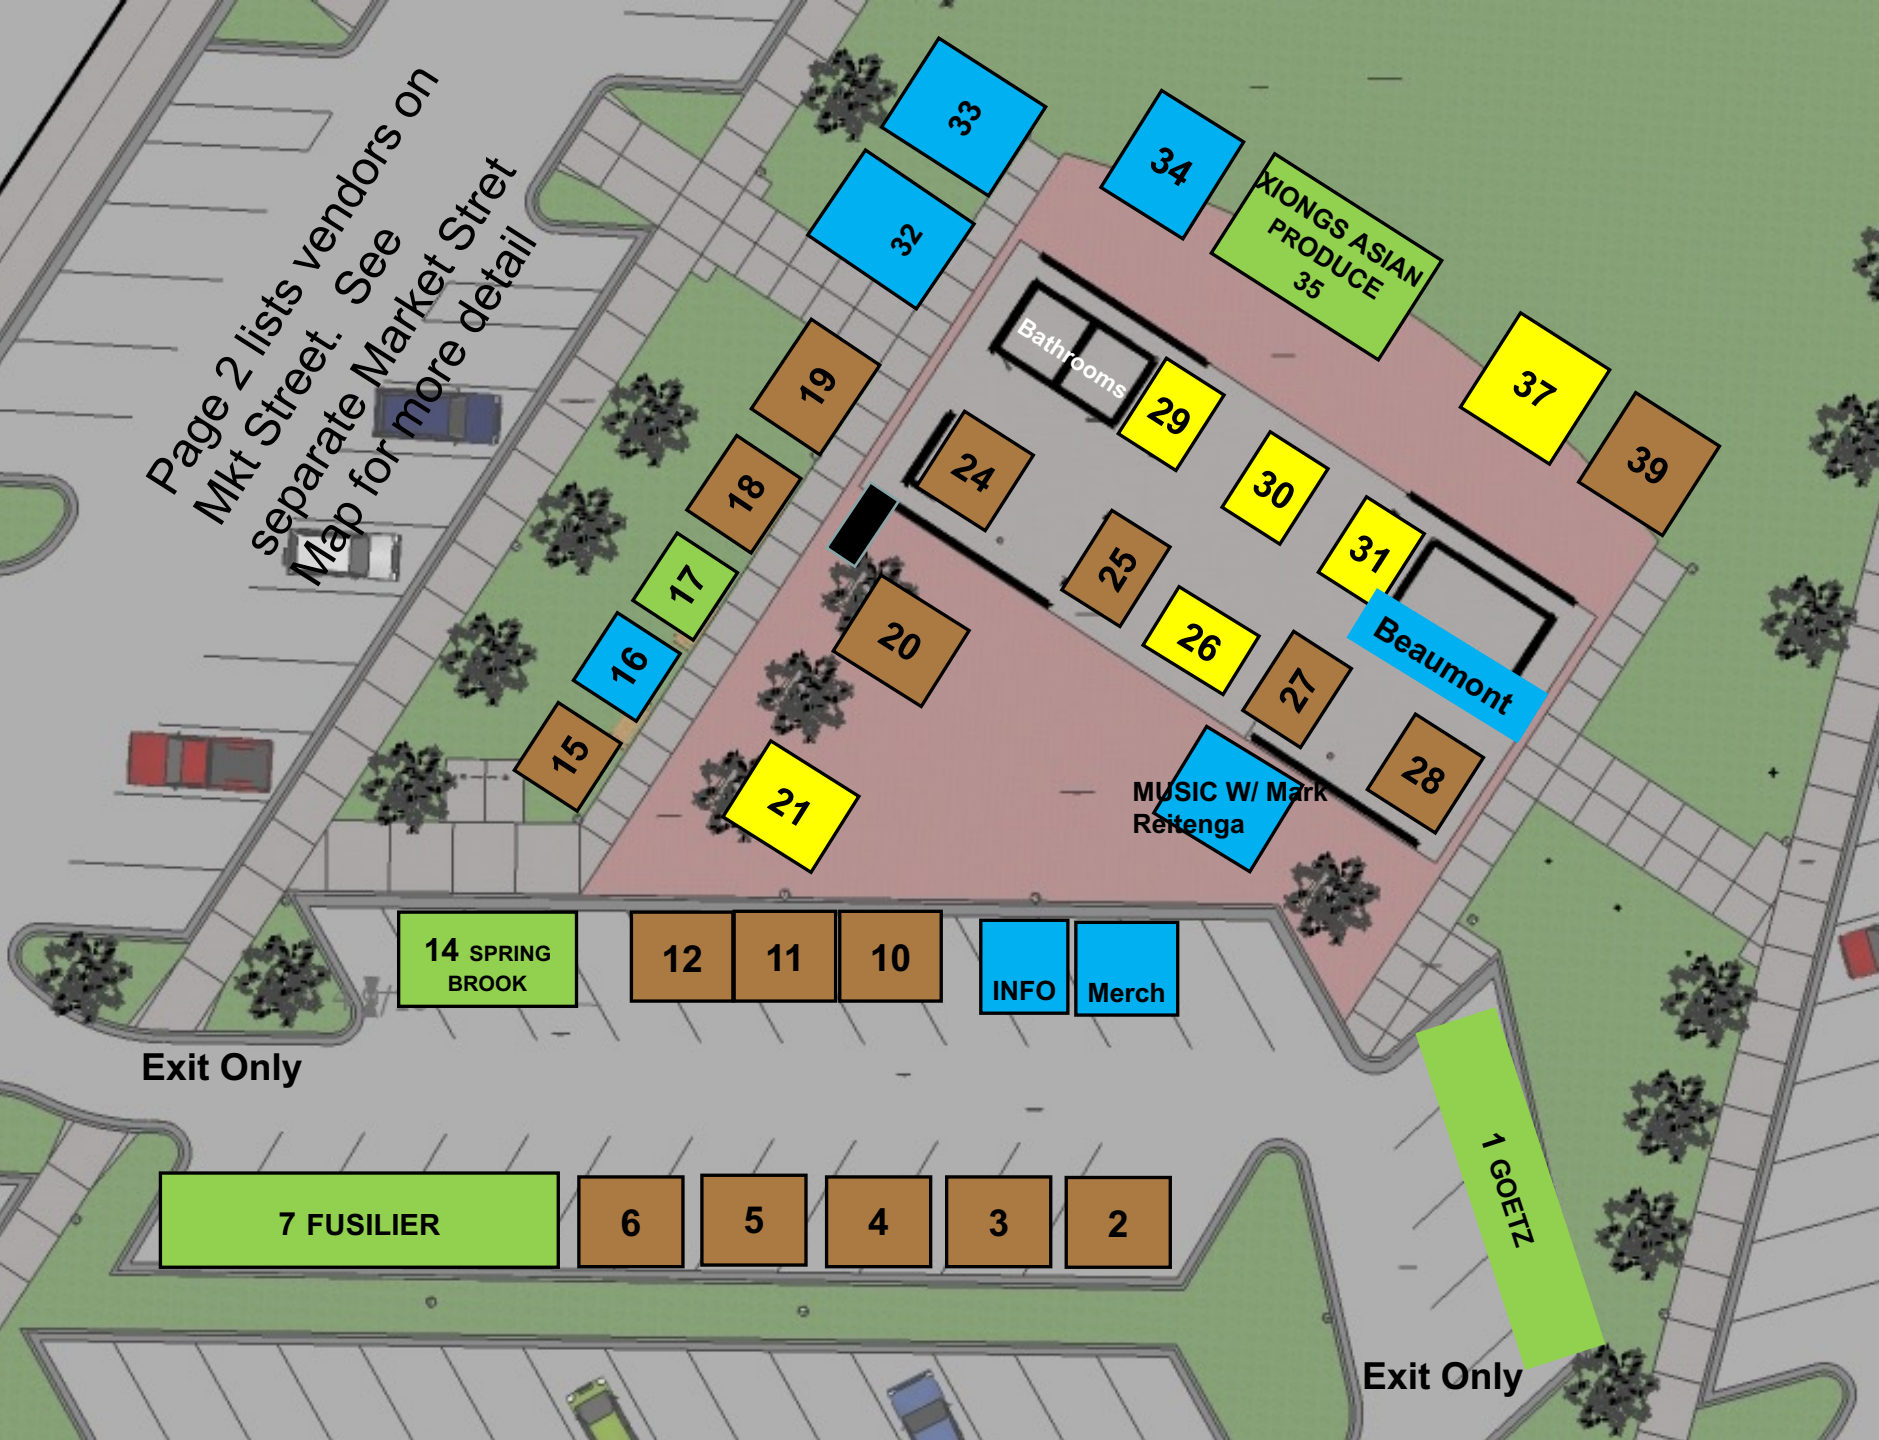 Page 2 lists vendors on
Mkt Street. See
separate Market Stret
Map for more detail
33
34
32
XIONGS ASIAN
PRODUCE
35
Bathrooms
19
29
37
39
24
18
30
31
17
25
20
26
Beaumont
16
27
15
28
21
MUSIC W/ Mark
Reitenga
14 SPRING
BROOK
12
11
10
INFO
Merch
Exit Only
1 GOETZ
7 FUSILIER
6
5
4
3
2
Exit Only